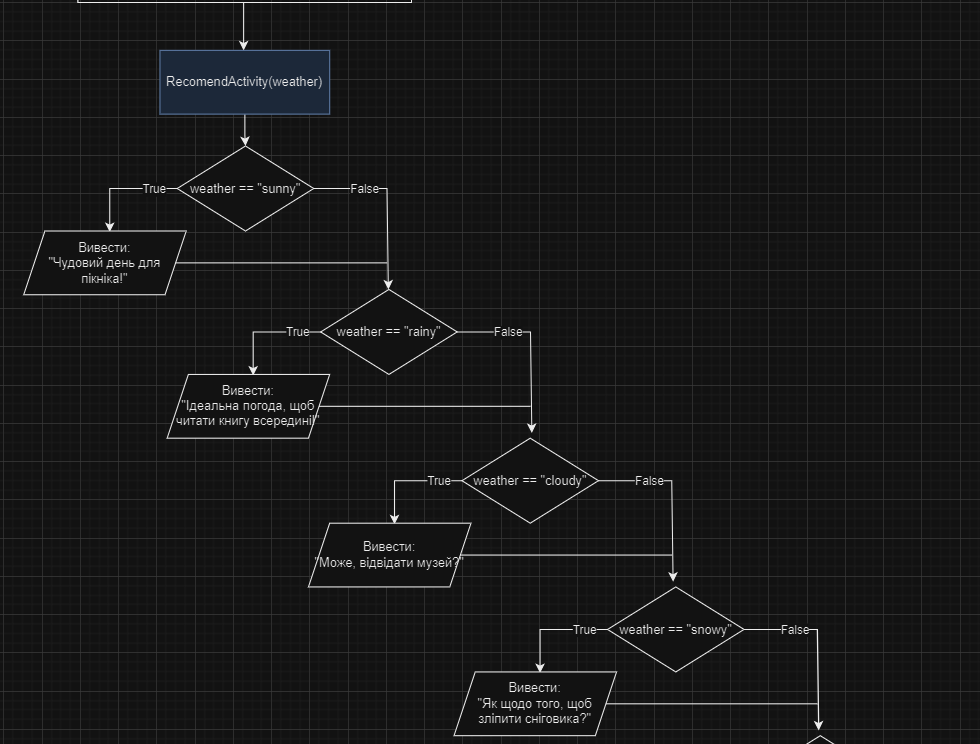 RecomendActivity(weather)
weather == "sunny"
True
False
Вивести:
"Чудовий день для
пікніка!"
weather == "rainy"
True
False
Вивести:
"Ідеальна погода, щоб
читати книгу всередині!"
weather == "cloudy"
True
False
Вивести:
"Може, відвідати музей?"
weather == "snowy"
True
False
Вивести:
"Як щодо того, щоб
зліпити сніговика?"